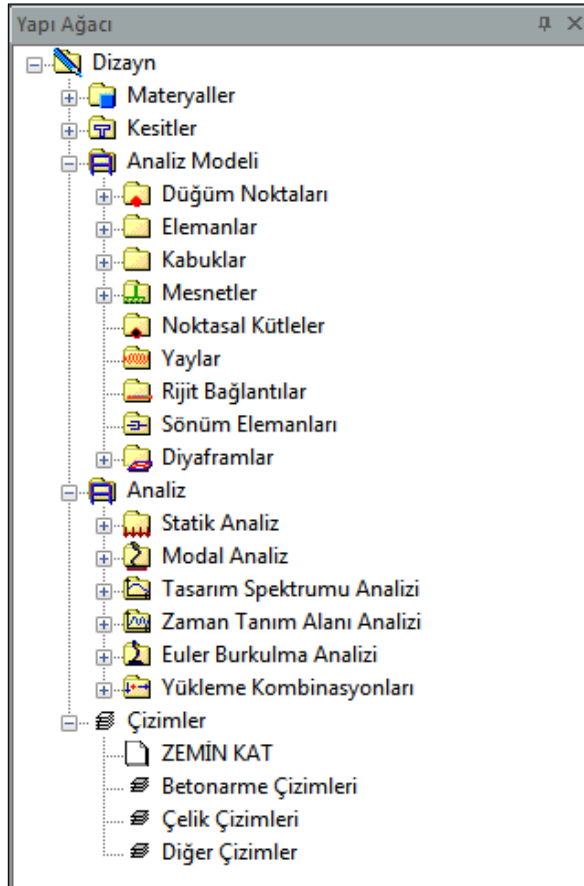 Yapı Ağacı
Dizayn
Materyaller
Kesitler
Analiz Modeli
Düğüm Noktaları
Elemanlar
Kabuklar
Mesnetler
Noktasal Kütleler
Yaylar
Rijit Bağlantılar
Sönüm Elemanları
Diyaframlar
Analiz
Statik Analiz
Modal Analiz
Tasarım Spektrumu Analizi
Zaman Tanım Alanı Analizi
Euler Burkulma Analizi
Yükleme Kombinasyonları
Çizimler
ZEMİN KAT
Betonarme Çizimleri
Çelik Çizimleri
Diğer Çizimler